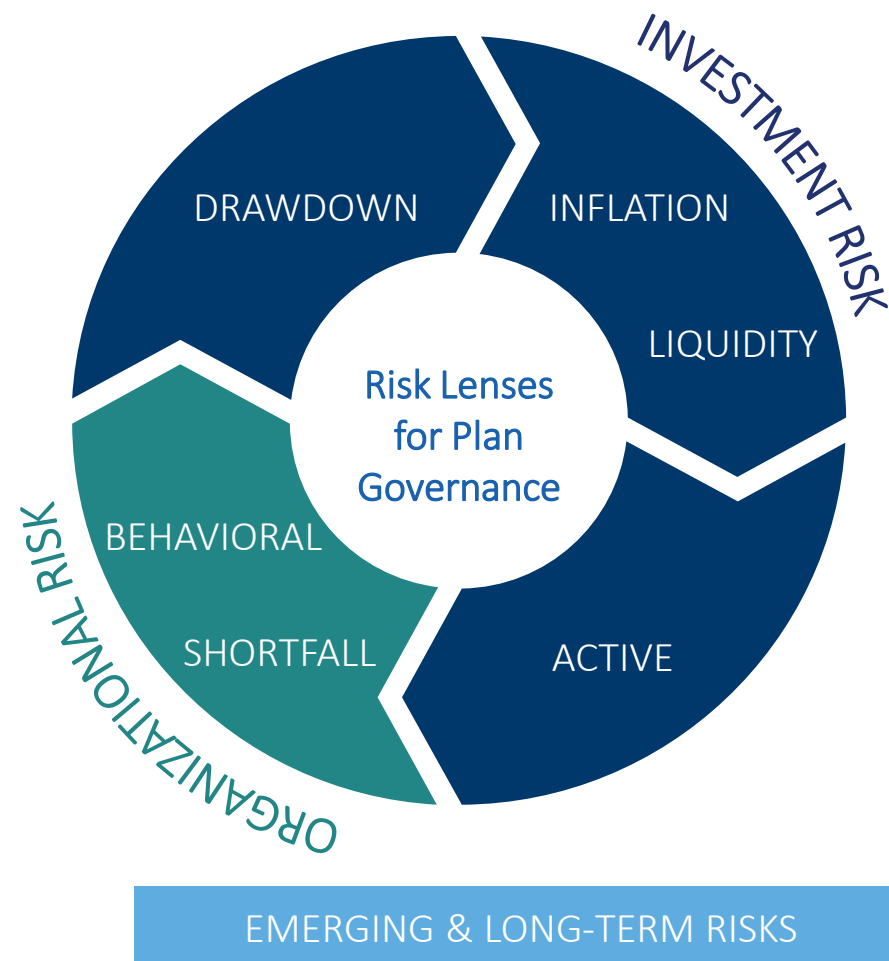 INVESTMENT RISK
DRAWDOWN
INFLATION
LIQUIDITY
Risk Lenses
for Plan
Governance
BEHAVIORAL
SHORTFALL
ACTIVE
ORGANIZATIONAL RISK
EMERGING & LONG-TERM RISKS